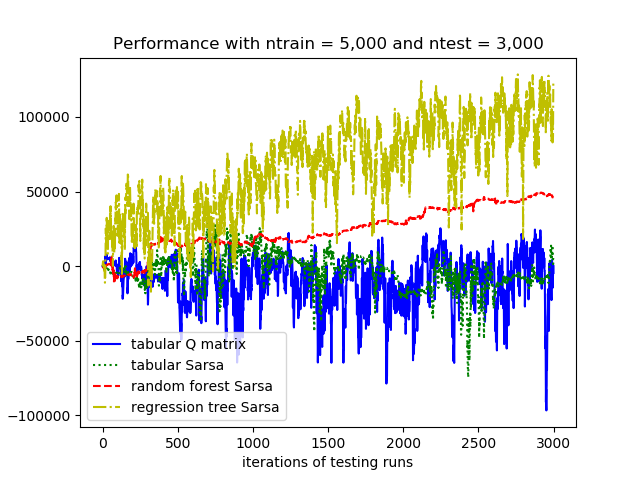 Performance with ntrain = 5,000 and ntest = 3,000
100000
50000
0
−50000
−100000
tabular Q matrix
tabular Sarsa
random forest Sarsa
regression tree Sarsa
0 500 1000 1500 2000 2500 3000
iterations of testing runs